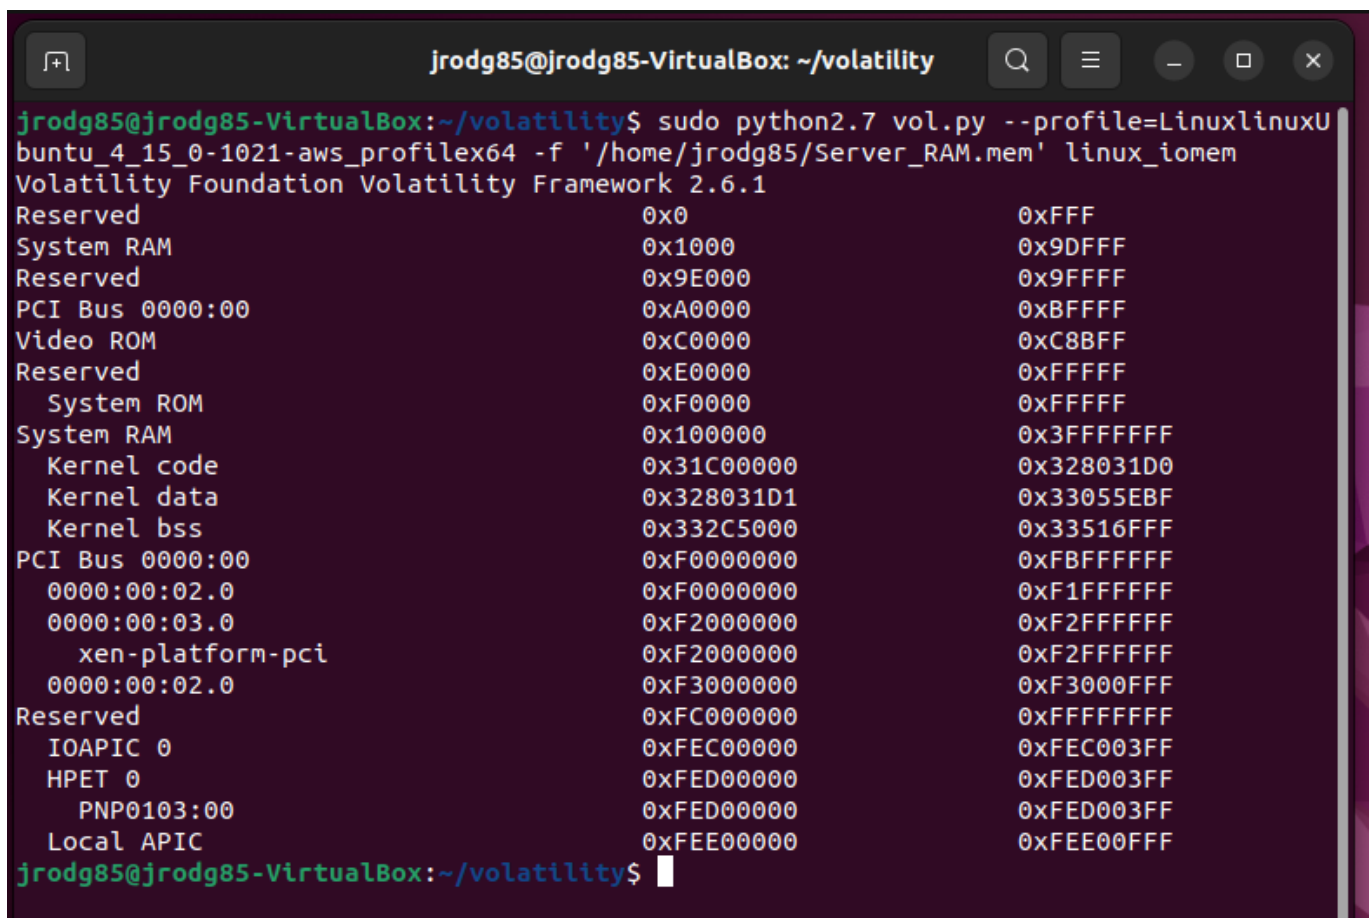 jrodg85@jrodg85-VirtualBox: ~/volatility
jrodg85@jrodg85-VirtualBox:~/volatility$ sudo python2.7 vol.py --profile=LinuxlinuxU
buntu_4_15_0-1021-aws_profilex64 -f '/home/jrodg85/Server_RAM.mem' linux_iomem
Volatility Foundation Volatility Framework 2.6.1
Reserved 0x0 0xFFF
System RAM 0x1000 0x9DFFF
Reserved 0x9E000 0x9FFFF
PCI Bus 0000:00 0xA0000 0xBFFFF
Video ROM 0xC0000 0xC8BFF
Reserved 0xE0000 0xFFFFF
System ROM 0xF0000 0xFFFFF
System RAM 0x100000 0x3FFFFFFF
Kernel code 0x31C00000 0x328031D0
Kernel data 0x328031D1 0x33055EBF
Kernel bss 0x332C5000 0x33516FFF
PCI Bus 0000:00 0xF0000000 0xFBFFFFFF
0000:00:02.0 0xF0000000 0xF1FFFFFF
0000:00:03.0 0xF2000000 0xF2FFFFFF
xen-platform-pci 0xF2000000 0xF2FFFFFF
0000:00:02.0 0xF3000000 0xF3000FFF
Reserved 0xFC000000 0xFFFFFFFF
IOAPIC 0 0xFEC00000 0xFEC003FF
HPET 0 0xFED00000 0xFED003FF
PNP0103:00 0xFED00000 0xFED003FF
Local APIC 0xFEE00000 0xFEE00FFF
jrodg85@jrodg85-VirtualBox:~/volatility$